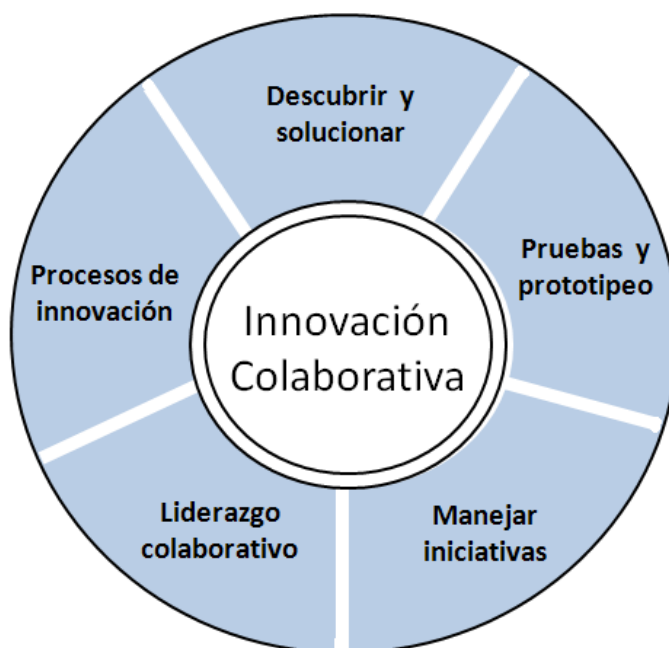 Descubrir y
solucionar
Pruebas y
prototipeo
Manejar
iniciativas
Liderazgo
colaborativo
Procesos de
innovación
Innovación
Colaborativa